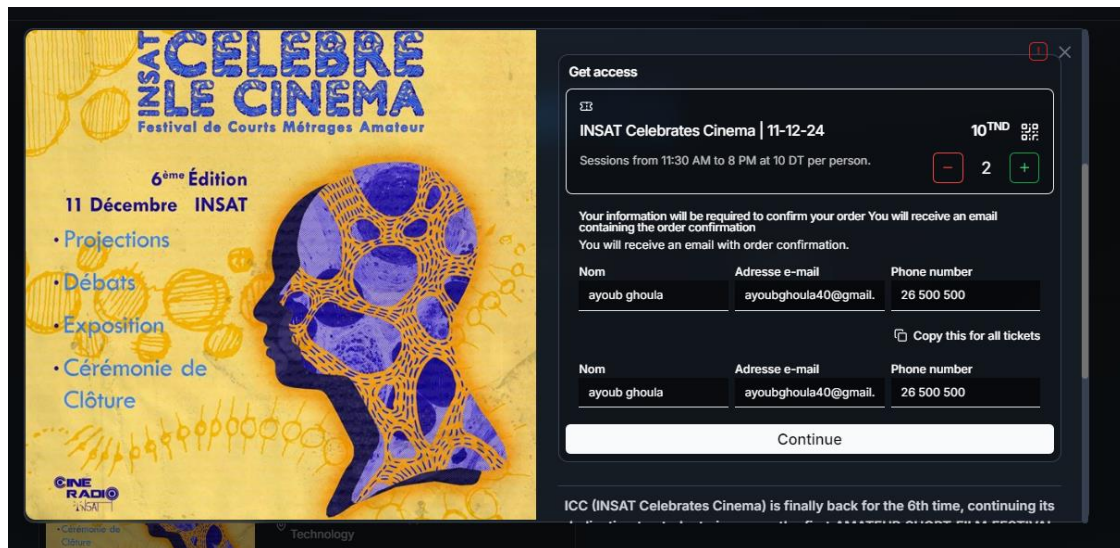 INSAT
CELEBRE
LE CINEMA
Festival de Courts Métrages Amateur
6ème Édition
11 Décembre INSAT
• Projections
• Débats
• Exposition
• Cérémonie de
Clôture
CINE
RADIO
INSAT
Get access
INSAT Celebrates Cinema | 11-12-24
10TND
Sessions from 11:30 AM to 8 PM at 10 DT per person.
− 2 +
Your information will be required to confirm your order You will receive an email
containing the order confirmation
You will receive an email with order confirmation.
Nom Adresse e-mail Phone number
ayoub ghoula ayoubghoula40@gmail. 26 500 500
Copy this for all tickets
Nom Adresse e-mail Phone number
ayoub ghoula ayoubghoula40@gmail. 26 500 500
Continue
ICC (INSAT Celebrates Cinema) is finally back for the 6th time, continuing its
• Cérémonie de
Clôture
Technology